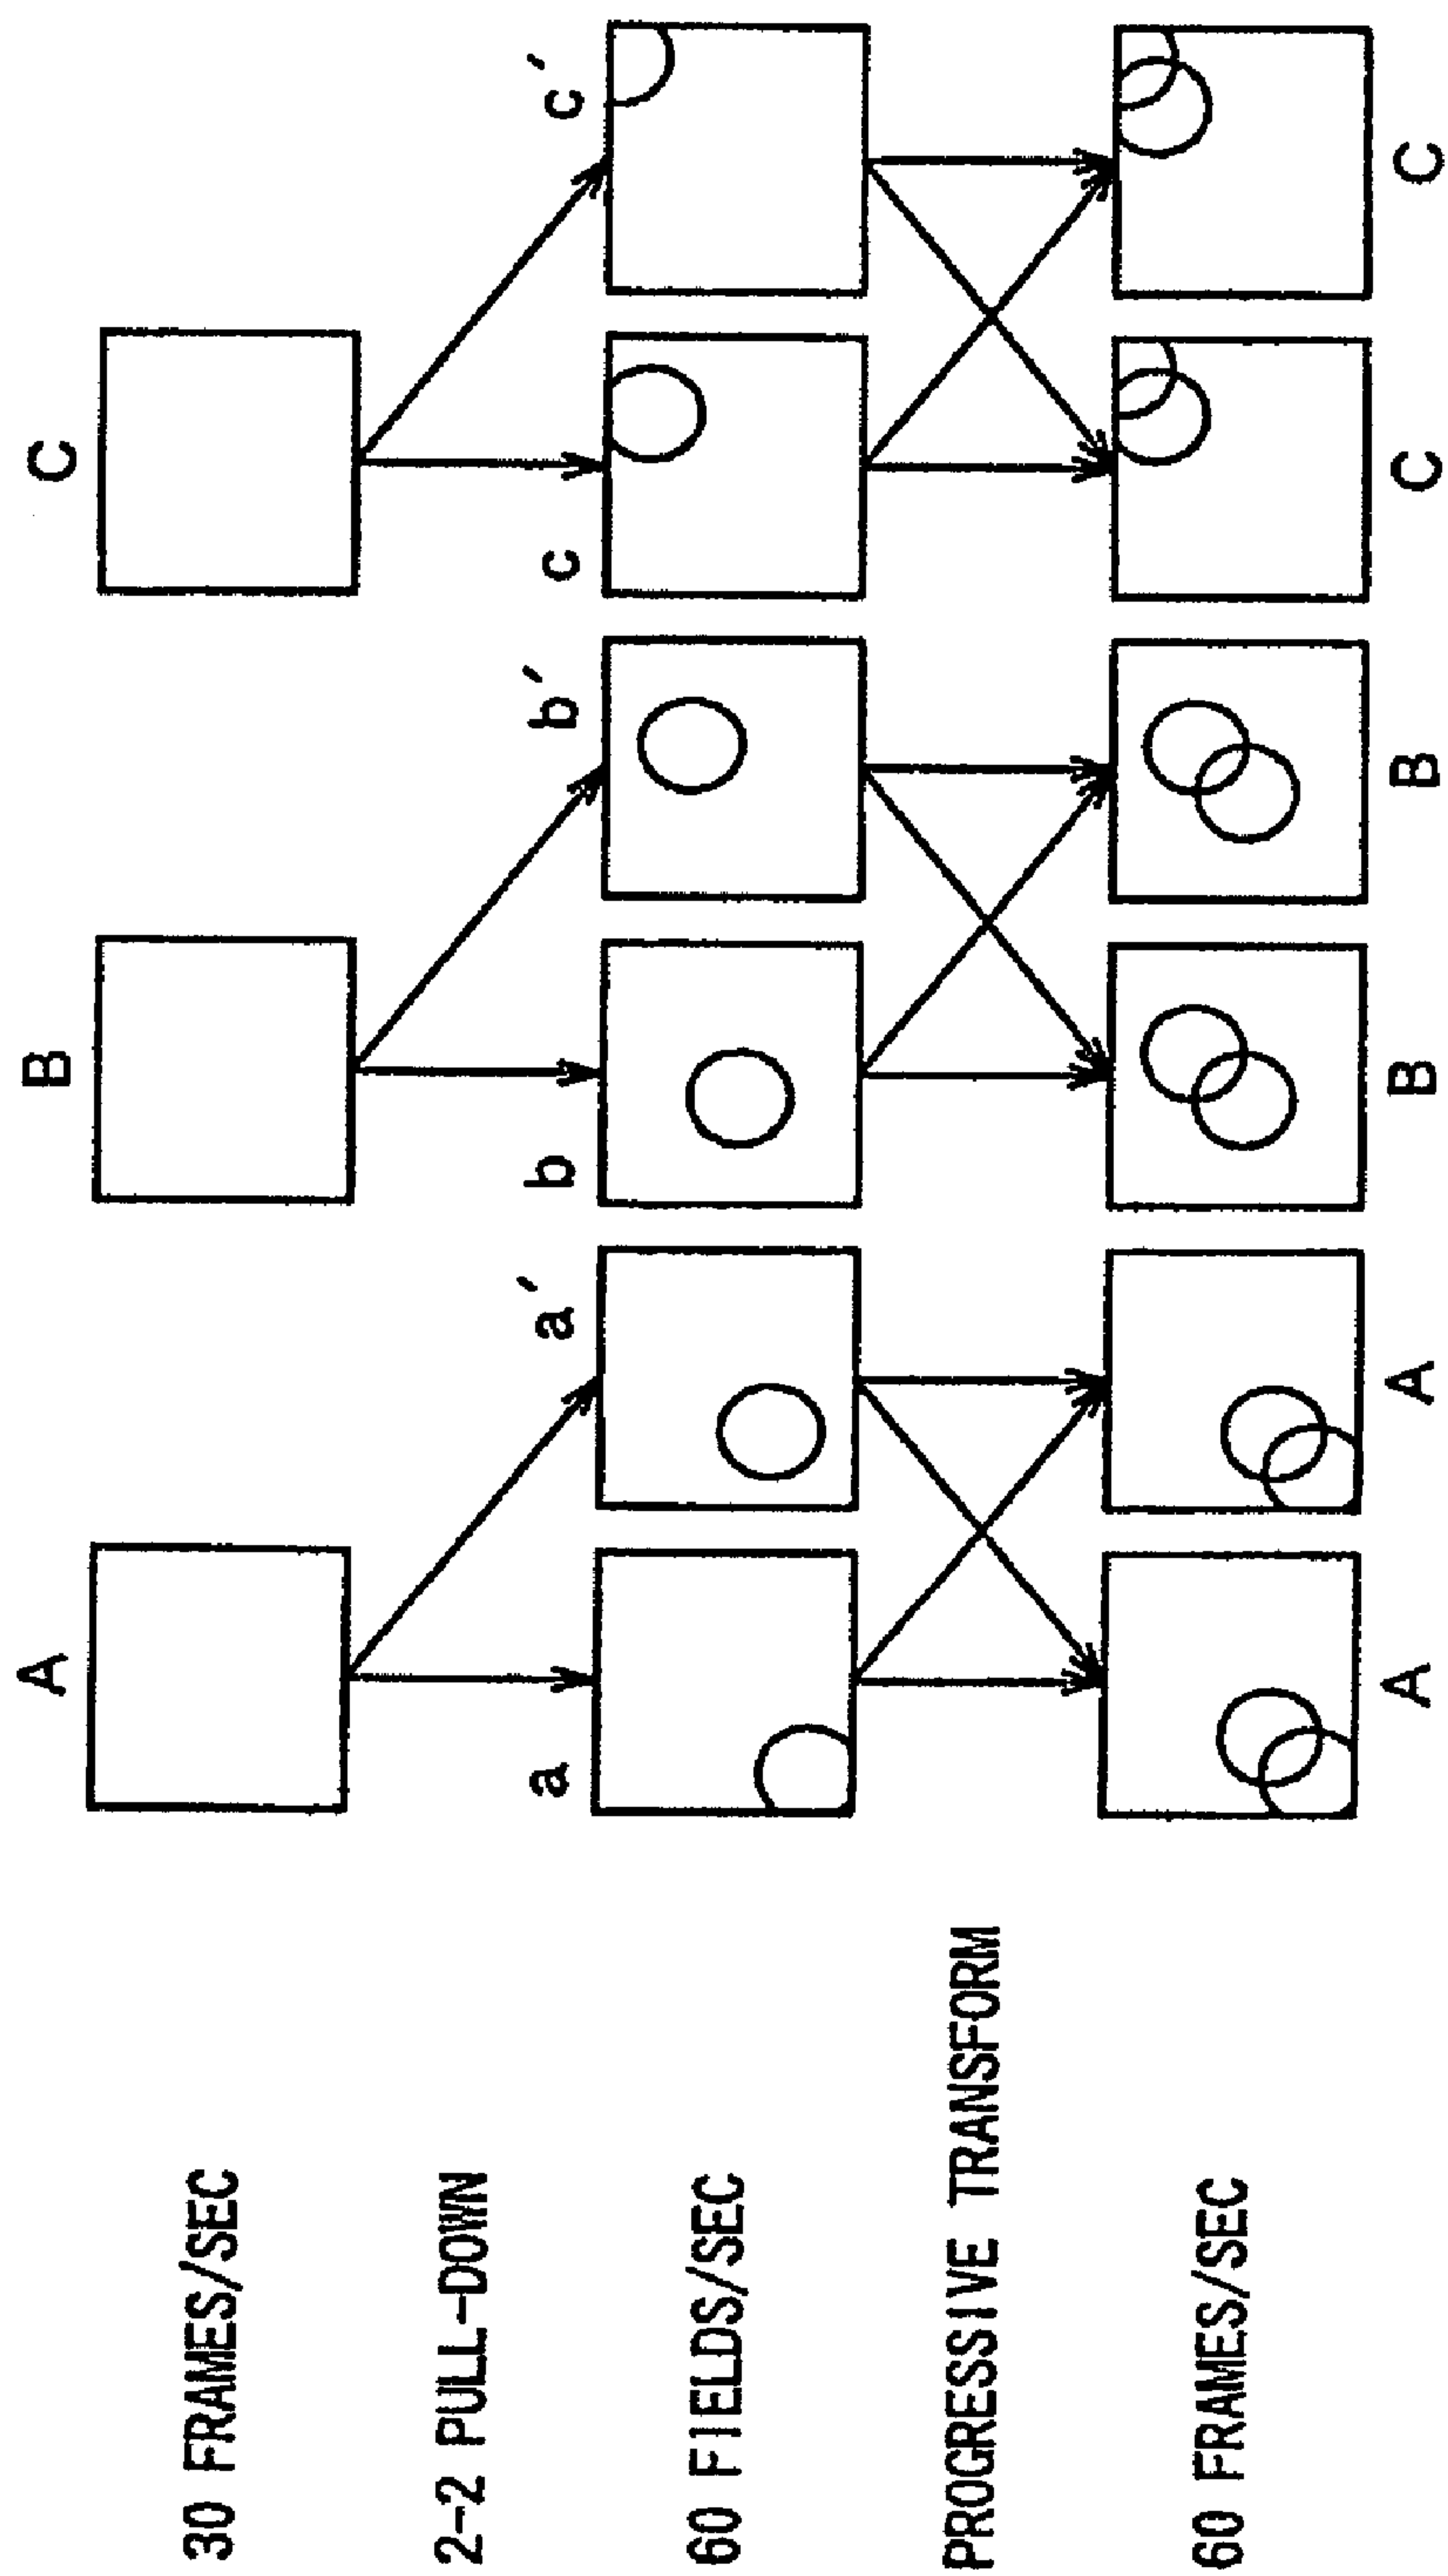 A B C
30 FRAMES/SEC
2-2 PULL-DOWN
a a' b b' c c'
60 FIELDS/SEC
PROGRESSIVE TRANSFORM
60 FRAMES/SEC
A A B B C C